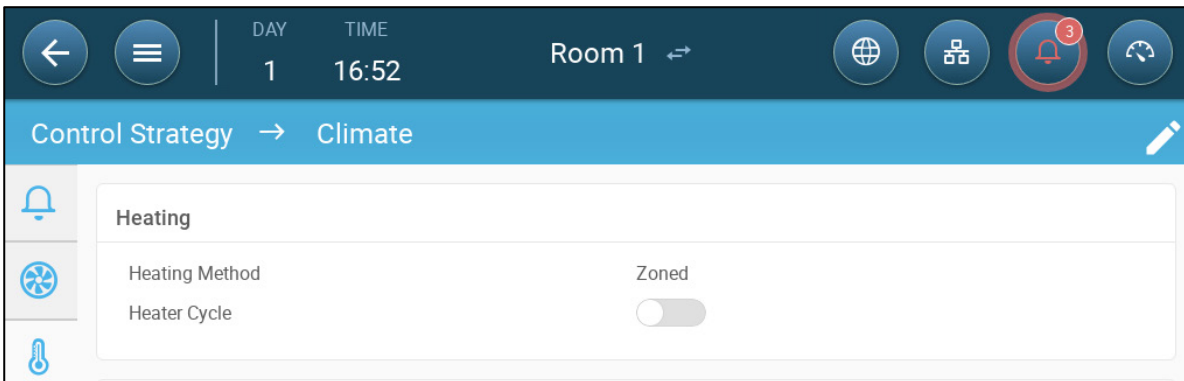 DAY TIME
1 16:52
Room 1
3
Control Strategy → Climate
Heating
Heating Method Zoned
Heater Cycle